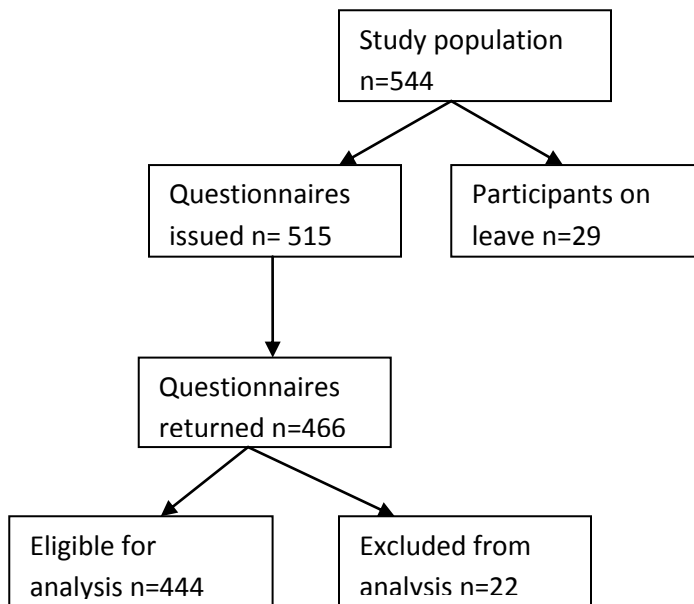 Study population
n=544
Questionnaires
issued n= 515
Participants on
leave n=29
Questionnaires
returned n=466
Eligible for
analysis n=444
Excluded from
analysis n=22